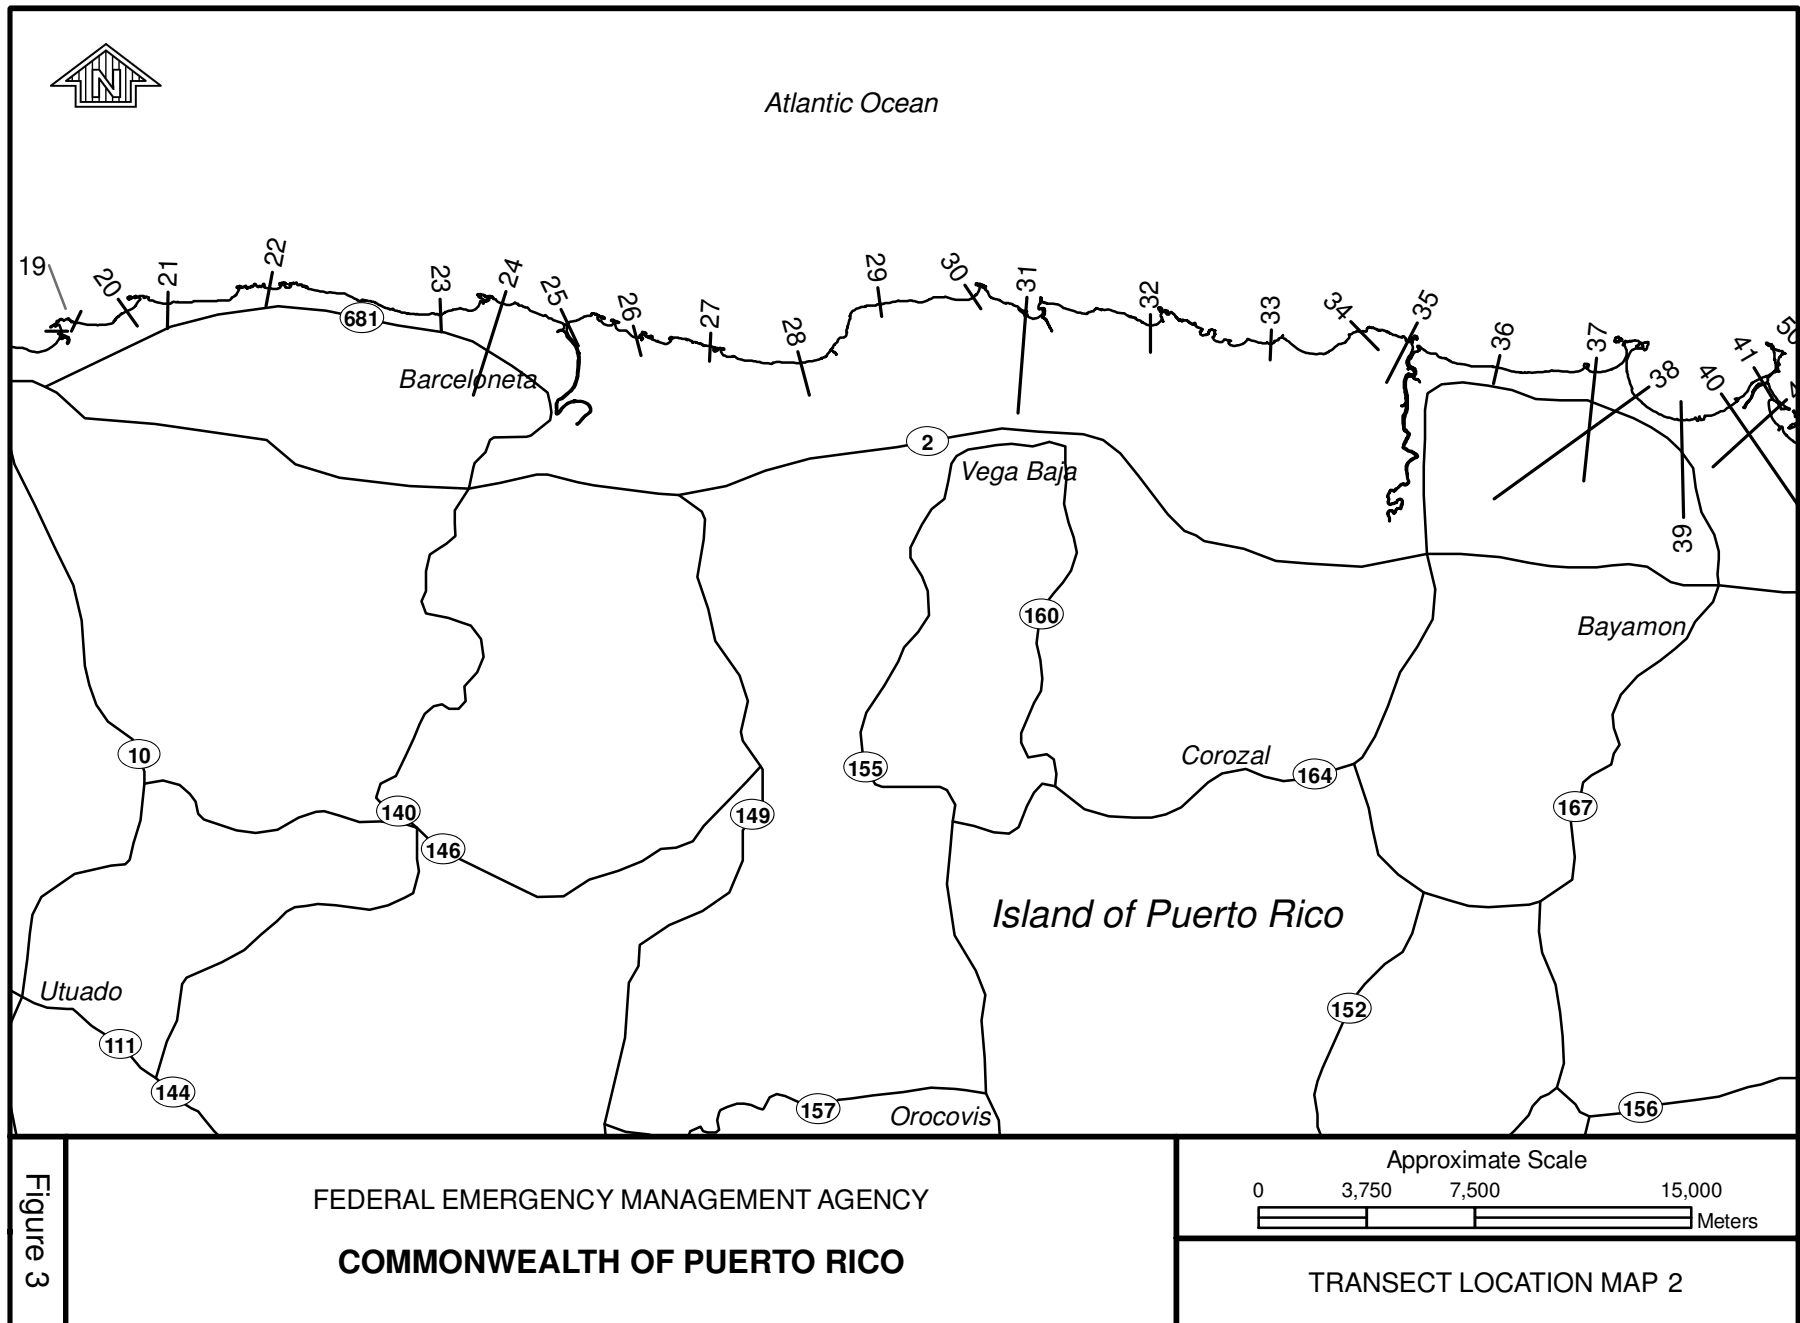 N
Atlantic Ocean
19
20
21
22
23
24
25
26
27
28
29
30
31
32
33
34
35
36
37
38
39
40
41
681
Barceloneta
2
Vega Baja
160
Bayamon
10
155
Corozal
164
140
149
167
146
Island of Puerto Rico
Utuado
152
111
144
157
Orocovis
156
Figure 3
FEDERAL EMERGENCY MANAGEMENT AGENCY
COMMONWEALTH OF PUERTO RICO
Approximate Scale
0 3,750 7,500 15,000
Meters
TRANSECT LOCATION MAP 2